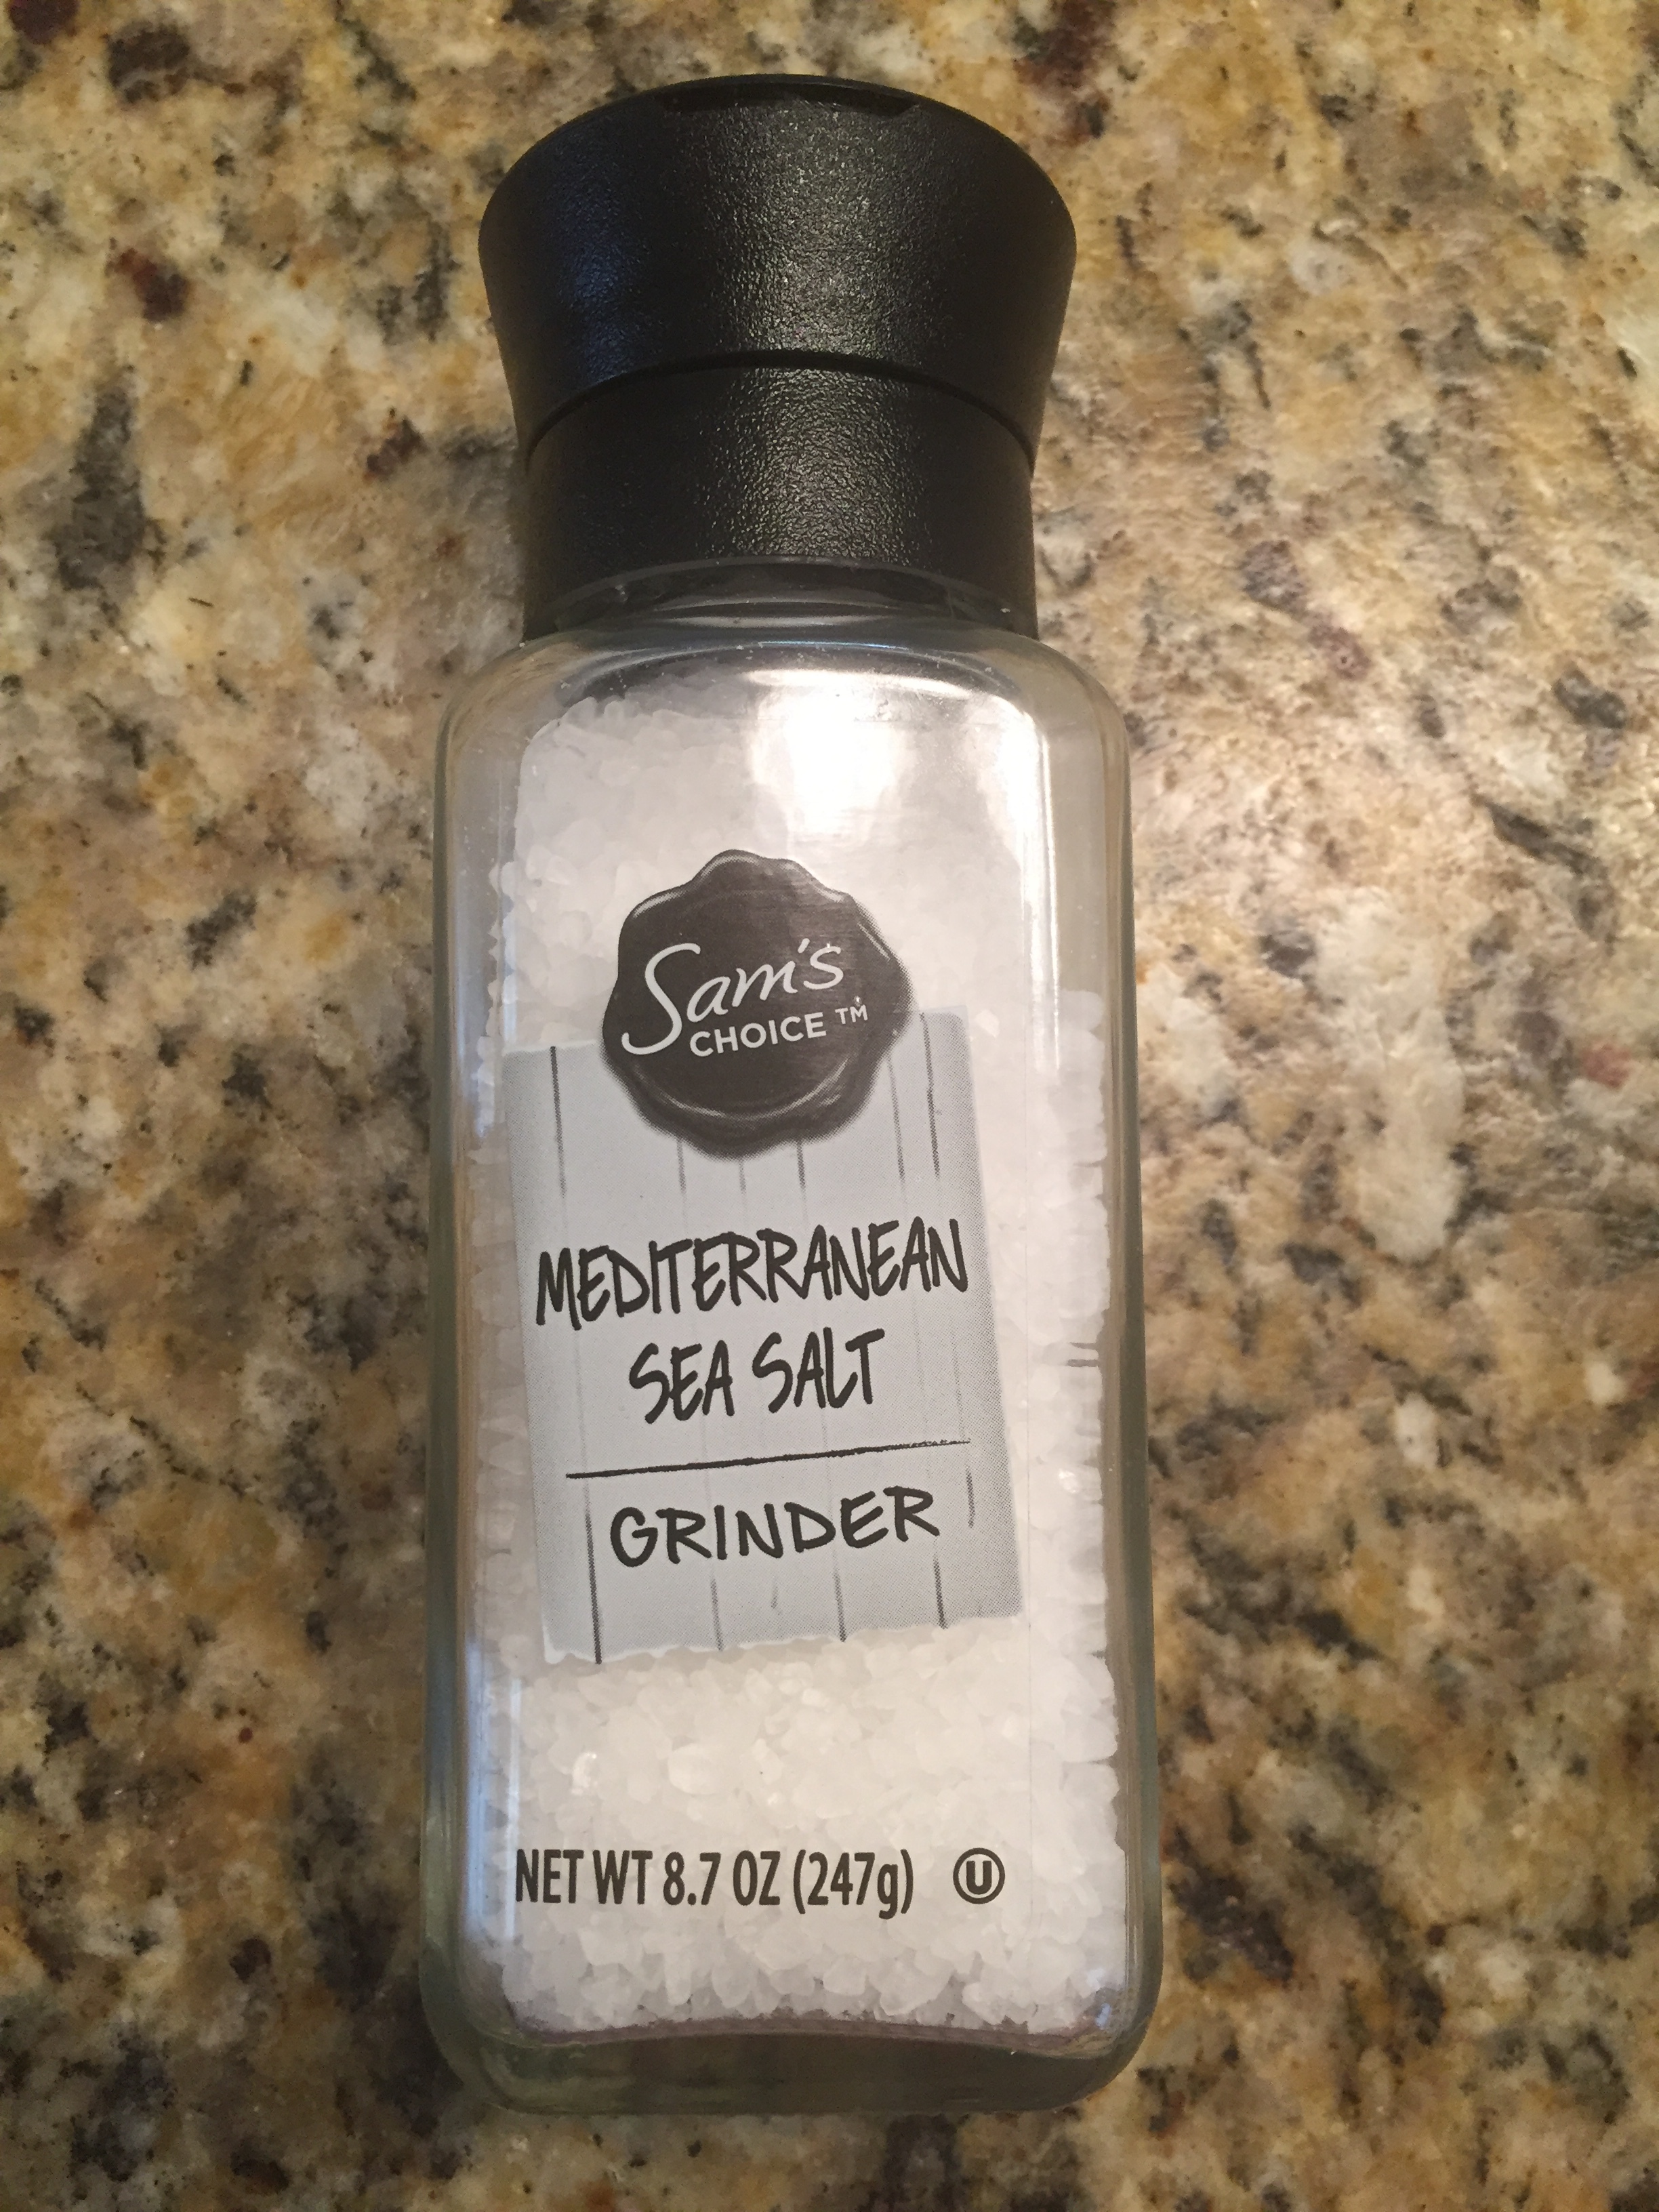 Sam's
CHOICE ™
MEDITERRANEAN
SEA SALT
GRINDER
NET WT 8.7 OZ (247g) Ⓤ